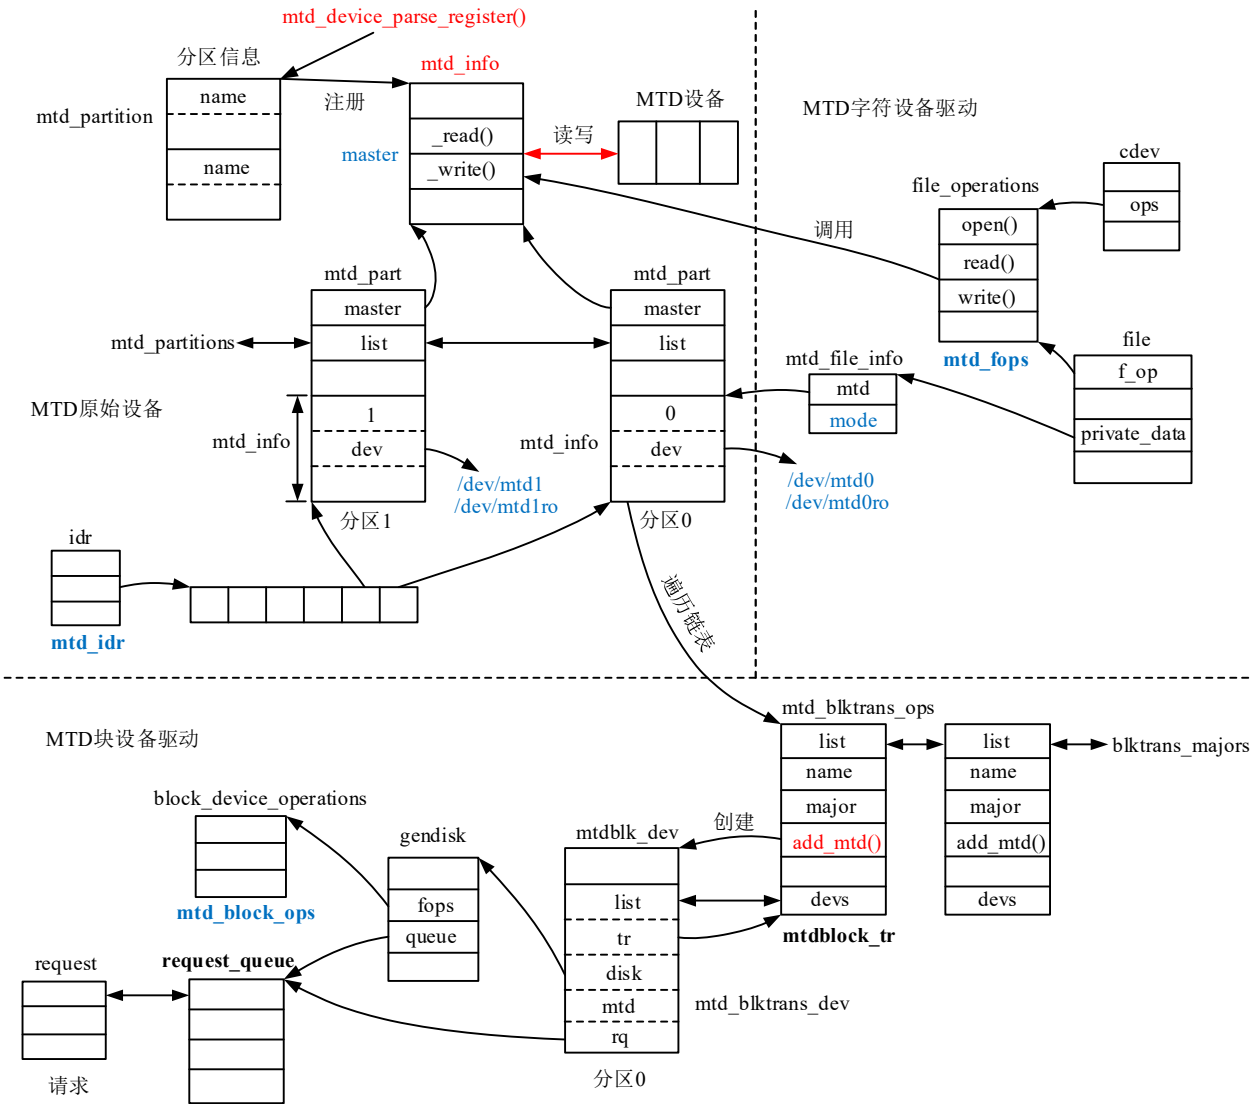 mtd_device_parse_register()
分区信息
mtd_info
name
注册
mtd_partition
name
_read()
master
_write()
读写
MTD设备
MTD字符设备驱动
cdev
file_operations
ops
open()
调用
read()
write()
mtd_fops
file
f_op
private_data
mtd_file_info
mtd
mode
mtd_part
master
mtd_partitions
list
mtd_part
master
list
MTD原始设备
mtd_info
1
dev
/dev/mtd1
/dev/mtd1ro
分区1
mtd_info
0
dev
/dev/mtd0
/dev/mtd0ro
分区0
idr
mtd_idr
遍历链表
MTD块设备驱动
mtd_blktrans_ops
list
name
major
add_mtd()
devs
mtdblock_tr
list
name
major
add_mtd()
devs
blktrans_majors
block_device_operations
mtd_block_ops
gendisk
fops
queue
mtdblk_dev
创建
list
tr
disk
mtd
rq
mtd_blktrans_dev
分区0
request
request_queue
请求